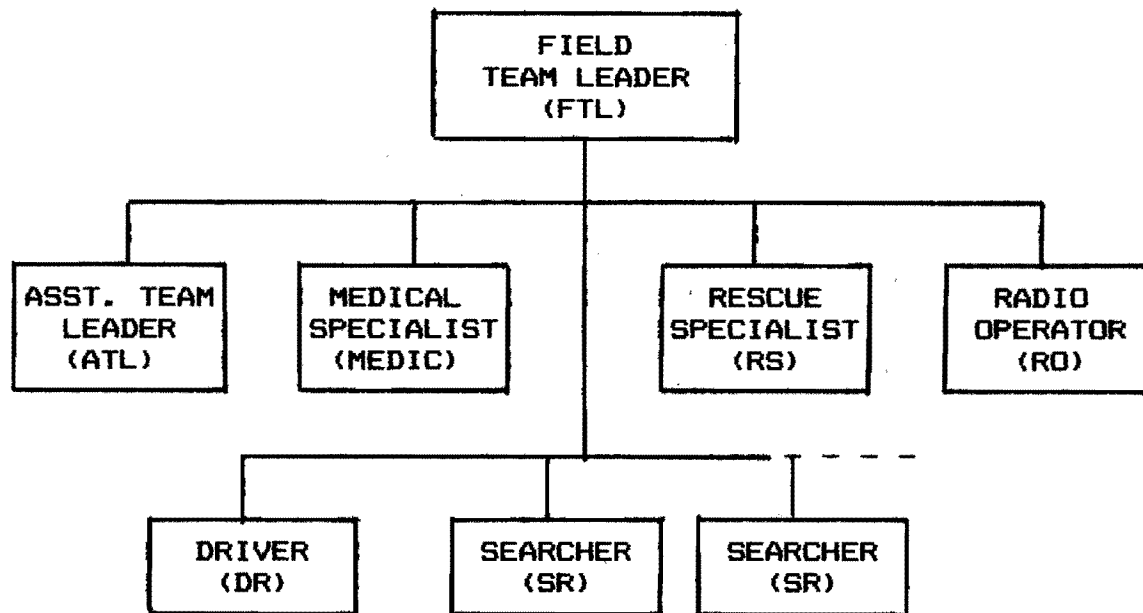 FIELD
TEAM LEADER
(FTL)
ASST. TEAM
LEADER
(ATL)
MEDICAL
SPECIALIST
(MEDIC)
RESCUE
SPECIALIST
(RS)
RADIO
OPERATOR
(RO)
DRIVER
(DR)
SEARCHER
(SR)
SEARCHER
(SR)